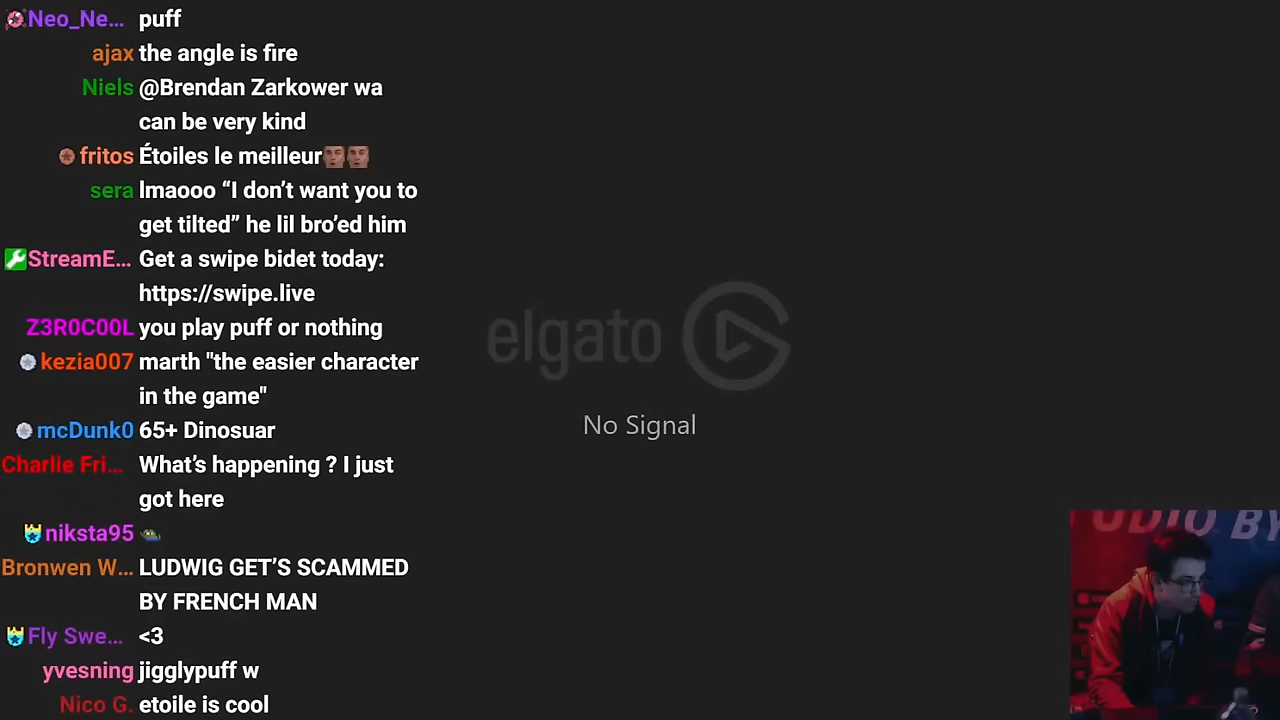 Neo_Ne... puff
ajax the angle is fire
Niels @Brendan Zarkower wa
can be very kind
fritos Étoiles le meilleur
sera lmaooo “I don’t want you to
get tilted” he lil bro’ed him
StreamE... Get a swipe bidet today:
https://swipe.live
Z3R0C00L you play puff or nothing
kezia007 marth "the easier character
in the game"
mcDunk0 65+ Dinosuar
Charlie Fri... What’s happening ? I just
got here
niksta95
Bronwen W... LUDWIG GET’S SCAMMED
BY FRENCH MAN
Fly Swe... <3
yvesning jigglypuff w
Nico G. etoile is cool
elgato
No Signal
UDIO BY